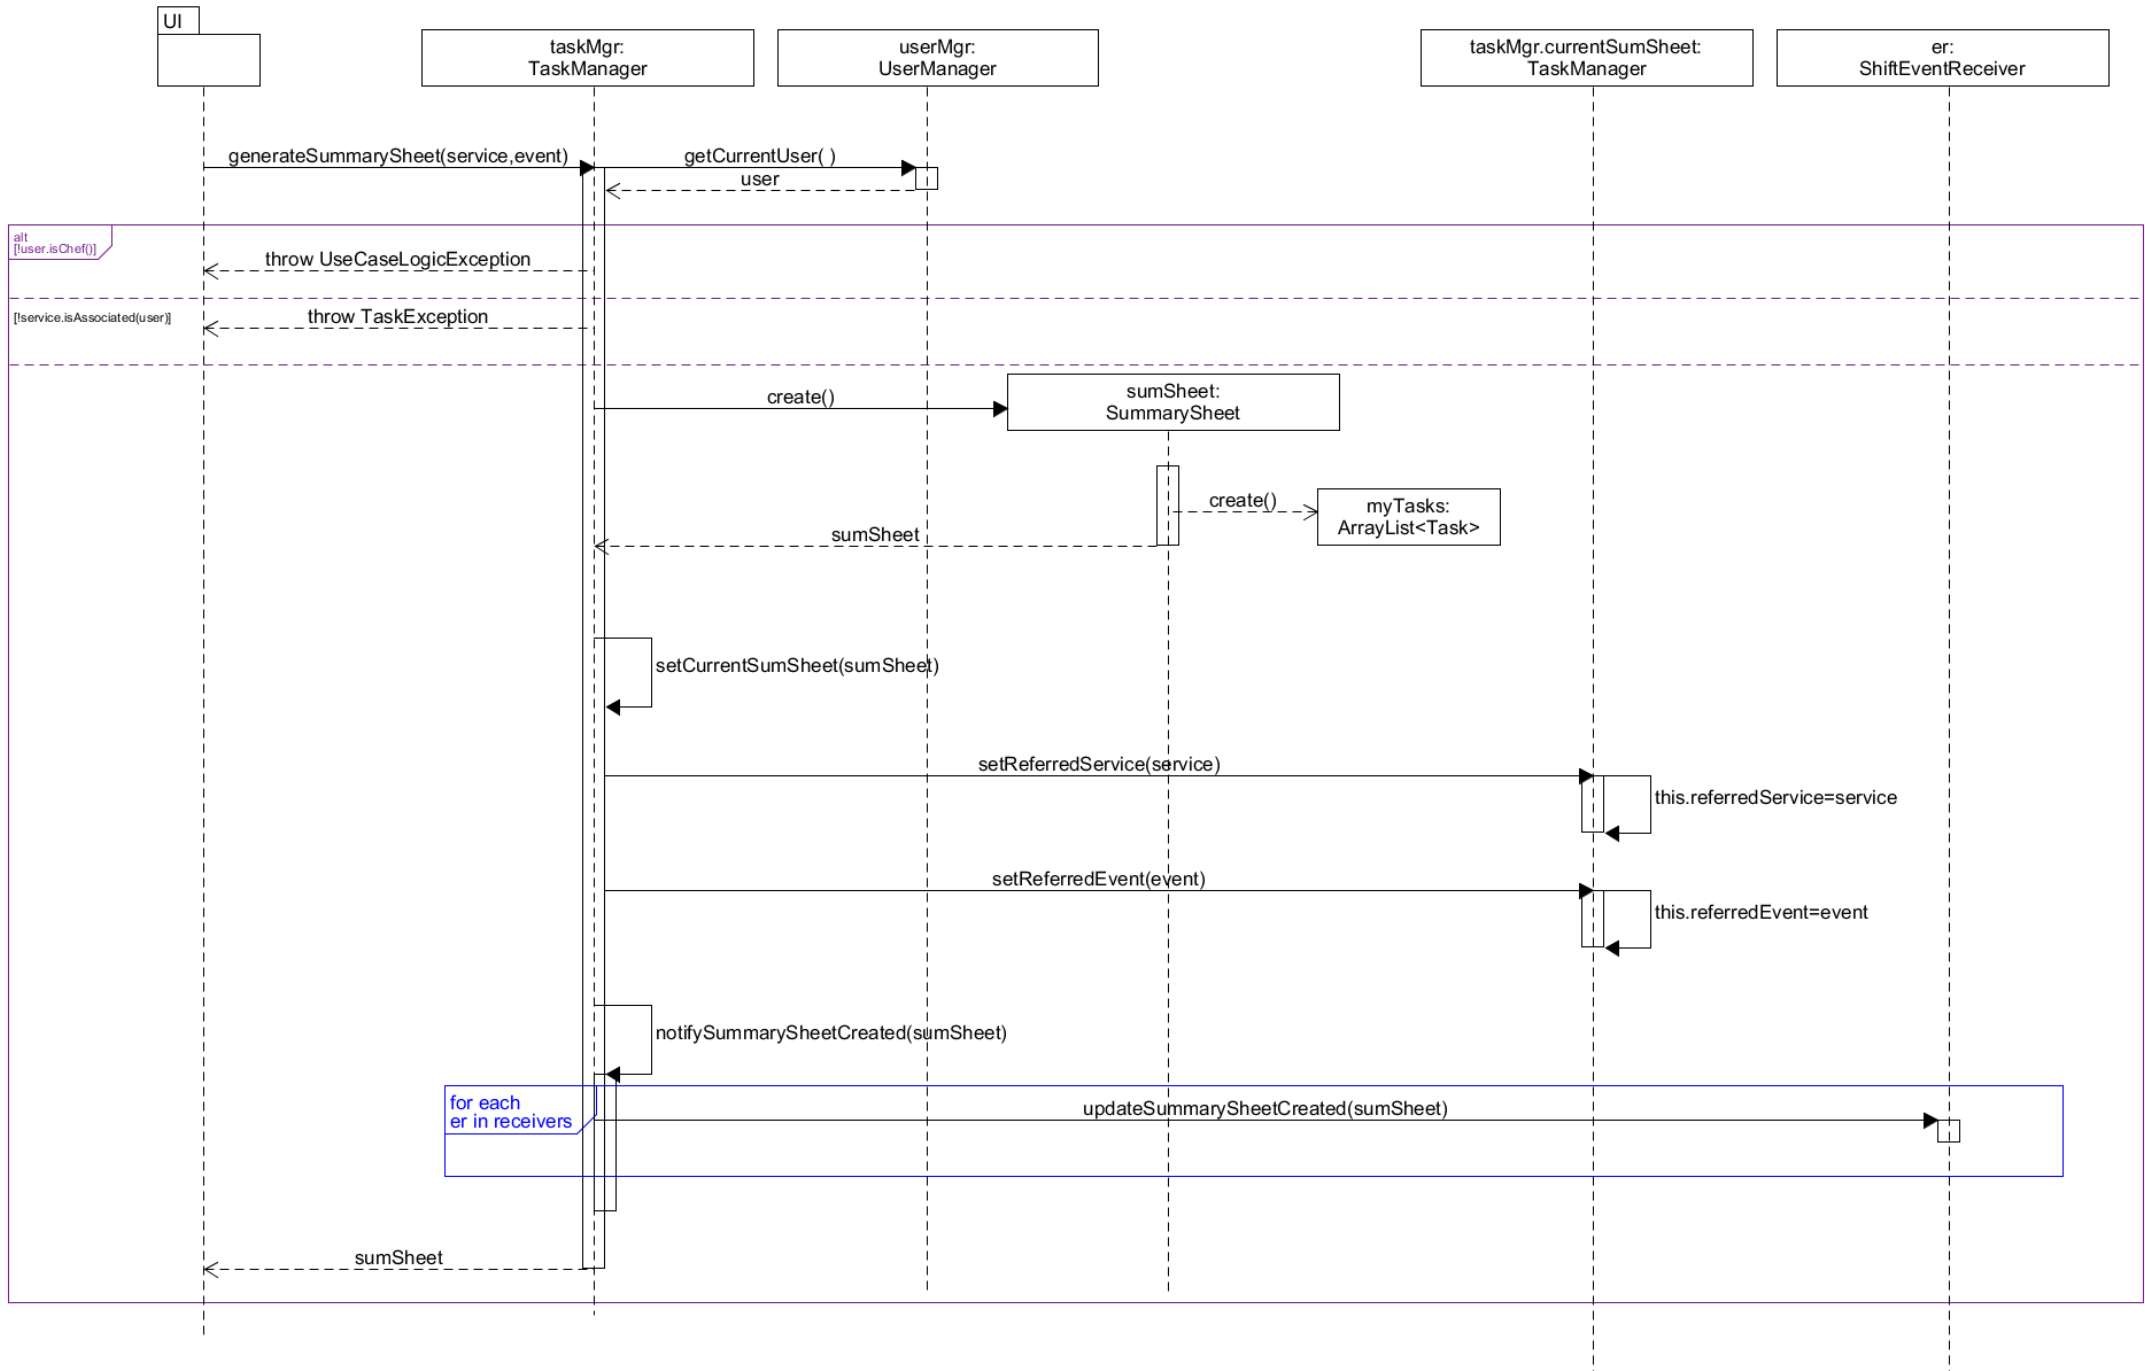 UI
taskMgr:
TaskManager
userMgr:
UserManager
taskMgr.currentSumSheet:
TaskManager
er:
ShiftEventReceiver
generateSummarySheet(service,event)
getCurrentUser( )
user
alt
[!user.isChef()]
throw UseCaseLogicException
[!service.isAssociated(user)]
throw TaskException
create()
sumSheet:
SummarySheet
create()
myTasks:
ArrayList<Task>
sumSheet
setCurrentSumSheet(sumSheet)
setReferredService(service)
this.referredService=service
setReferredEvent(event)
this.referredEvent=event
notifySummarySheetCreated(sumSheet)
for each
er in receivers
updateSummarySheetCreated(sumSheet)
sumSheet